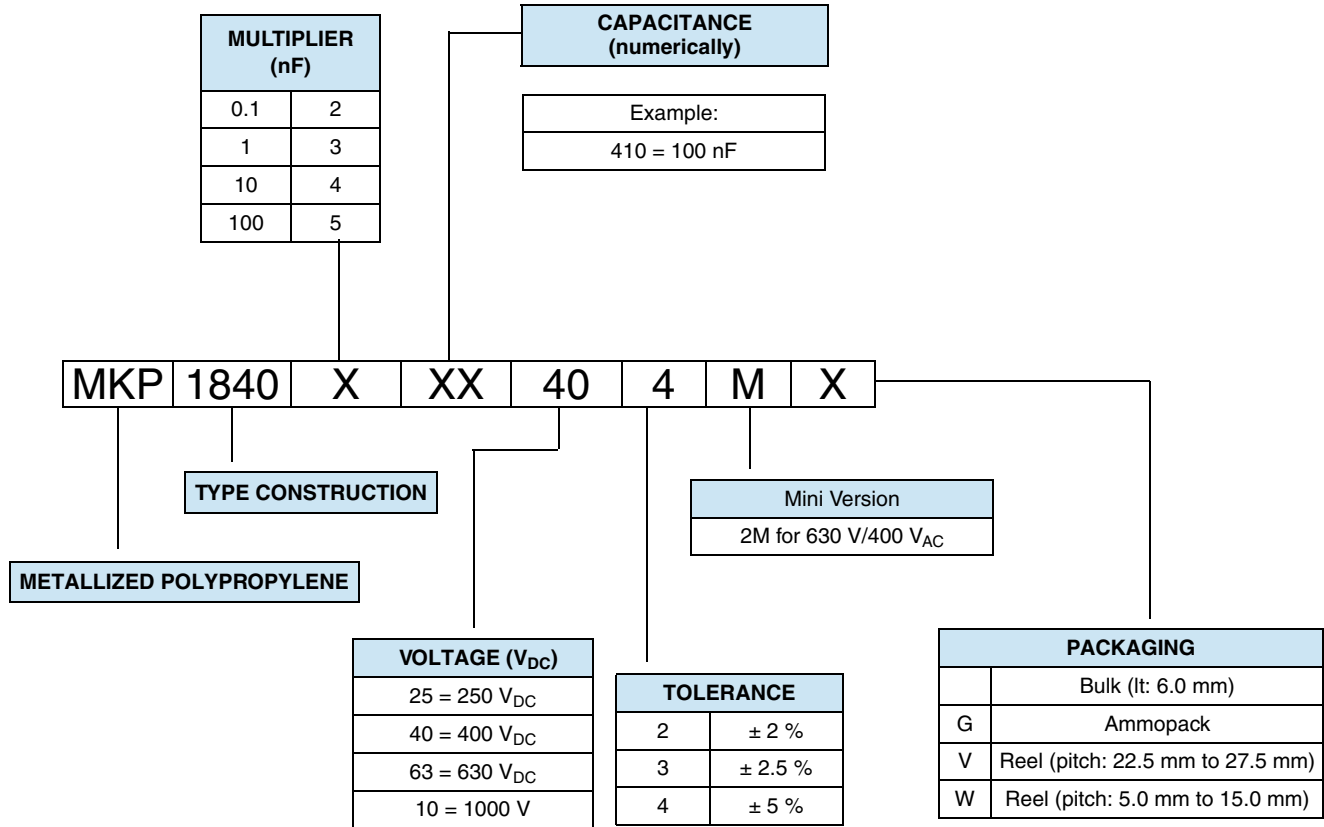 MULTIPLIER
(nF)
0.1 2
1 3
10 4
100 5
CAPACITANCE
(numerically)
Example:
410 = 100 nF
MKP 1840 X XX 40 4 M X
TYPE CONSTRUCTION
METALLIZED POLYPROPYLENE
Mini Version
2M for 630 V/400 VAC
VOLTAGE (VDC)
25 = 250 VDC
40 = 400 VDC
63 = 630 VDC
10 = 1000 V
TOLERANCE
2 ± 2 %
3 ± 2.5 %
4 ± 5 %
PACKAGING
Bulk (lt: 6.0 mm)
G Ammopack
V Reel (pitch: 22.5 mm to 27.5 mm)
W Reel (pitch: 5.0 mm to 15.0 mm)